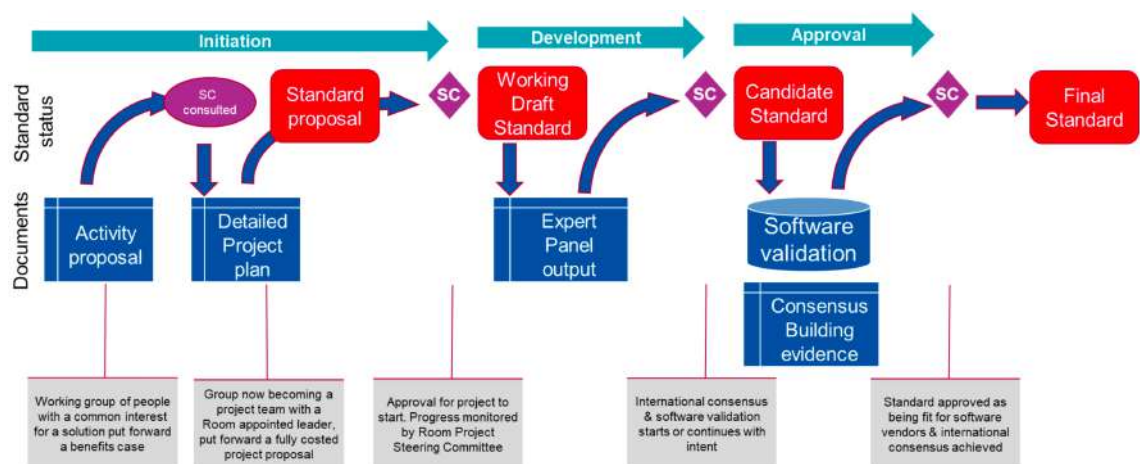 Initiation
Development
Approval
Standard
status
SC
consulted
Standard
proposal
SC
Working
Draft
Standard
SC
Candidate
Standard
SC
Final
Standard
Documents
Activity
proposal
Detailed
Project
plan
Expert
Panel
output
Software
validation
Consensus
Building
evidence
Working group of people
with a common interest
for a solution put forward
a benefits case
Group now becoming a
project team with a
Room appointed leader,
put forward a fully costed
project proposal
Approval for project to
start. Progress monitored
by Room Project
Steering Committee
International consensus
& software validation
starts or continues with
intent
Standard approved as
being fit for software
vendors & international
consensus achieved